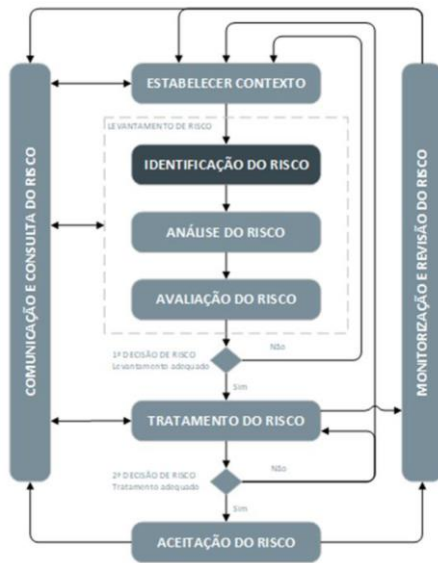 ESTABELECER CONTEXTO
LEVANTAMENTO DE RISCO
IDENTIFICAÇÃO DO RISCO
ANÁLISE DO RISCO
AVALIAÇÃO DO RISCO
1ª DECISÃO DE RISCO
Levantamento adequado
Não
Sim
TRATAMENTO DO RISCO
2ª DECISÃO DE RISCO
Tratamento adequado
Não
Sim
ACEITAÇÃO DO RISCO
COMUNICAÇÃO E CONSULTA DO RISCO
MONITORIZAÇÃO E REVISÃO DO RISCO